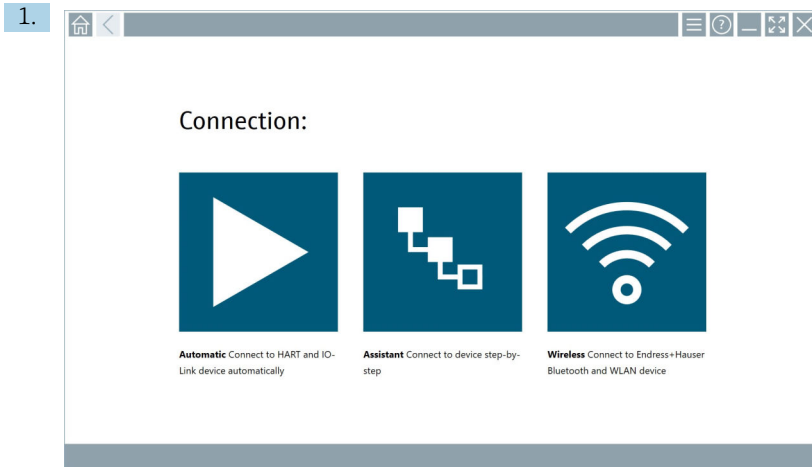 1.
Connection:
Automatic Connect to HART and IO-
Link device automatically
Assistant Connect to device step-by-
step
Wireless Connect to Endress+Hauser
Bluetooth and WLAN device